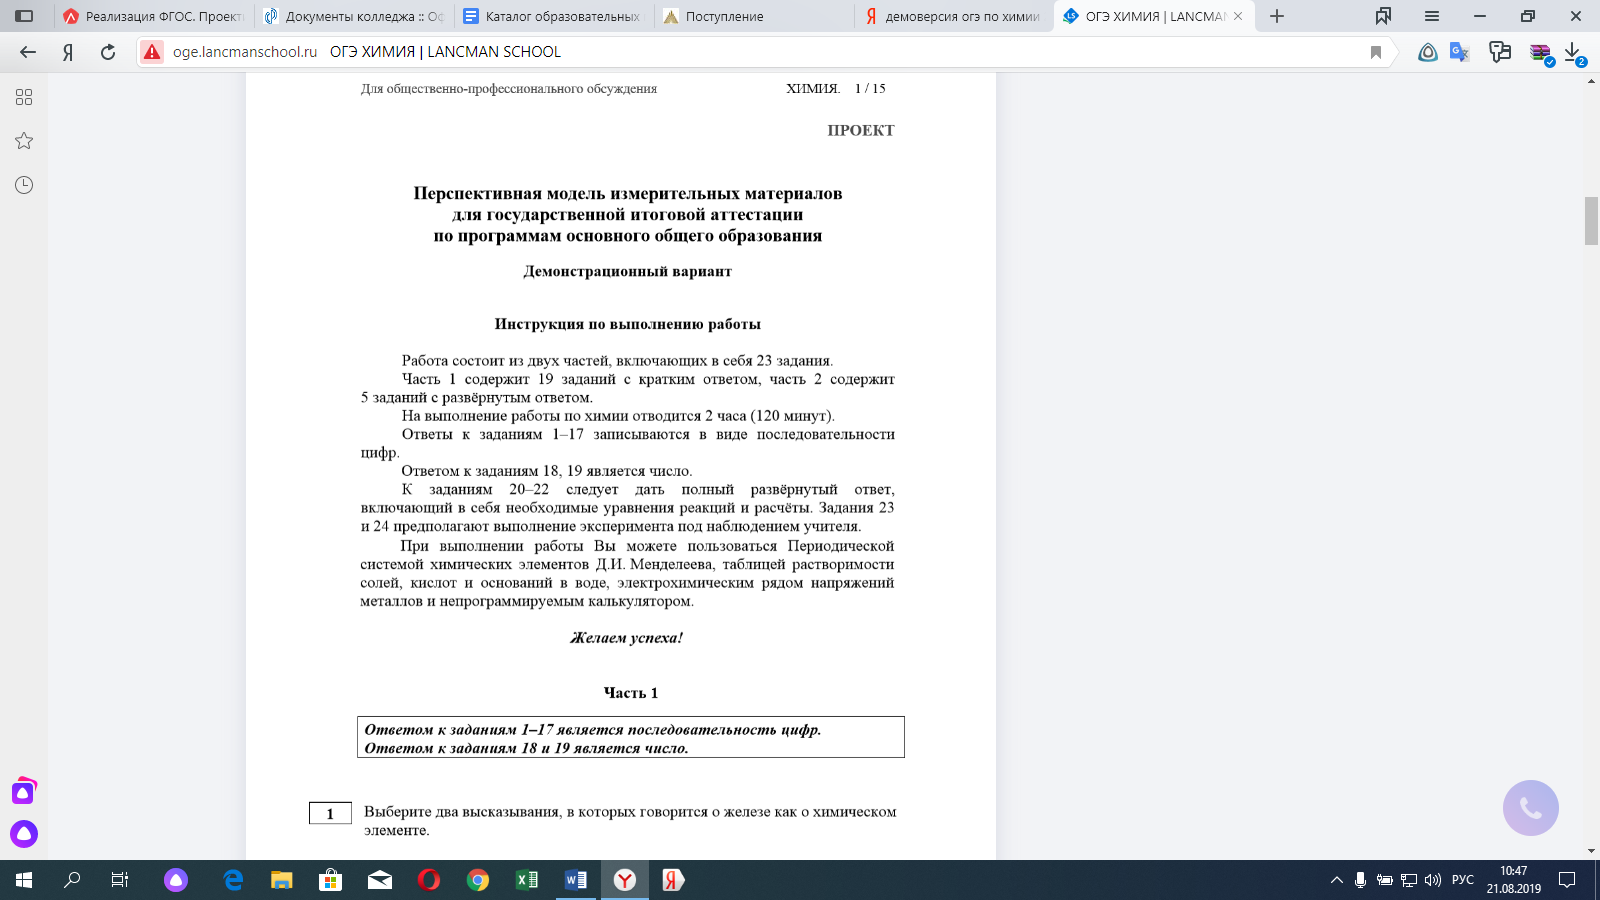 Реализация ФГОС. Проект
Документы колледжа :: Оф
Каталог образовательных
Поступление
демоверсия огэ по химии
ОГЭ ХИМИЯ | LANCMAN
oge.lancmanschool.ru ОГЭ ХИМИЯ | LANCMAN SCHOOL
2
Для общественно-профессионального обсуждения ХИМИЯ. 1 / 15
ПРОЕКТ
Перспективная модель измерительных материалов
для государственной итоговой аттестации
по программам основного общего образования
Демонстрационный вариант
Инструкция по выполнению работы
Работа состоит из двух частей, включающих в себя 23 задания.
Часть 1 содержит 19 заданий с кратким ответом, часть 2 содержит
5 заданий с развёрнутым ответом.
На выполнение работы по химии отводится 2 часа (120 минут).
Ответы к заданиям 1–17 записываются в виде последовательности
цифр.
Ответом к заданиям 18, 19 является число.
К заданиям 20–22 следует дать полный развёрнутый ответ,
включающий в себя необходимые уравнения реакций и расчёты. Задания 23
и 24 предполагают выполнение эксперимента под наблюдением учителя.
При выполнении работы Вы можете пользоваться Периодической
системой химических элементов Д.И. Менделеева, таблицей растворимости
солей, кислот и оснований в воде, электрохимическим рядом напряжений
металлов и непрограммируемым калькулятором.
Желаем успеха!
Часть 1
Ответом к заданиям 1–17 является последовательность цифр.
Ответом к заданиям 18 и 19 является число.
1 Выберите два высказывания, в которых говорится о железе как о химическом
элементе.
РУС
10:47
21.08.2019